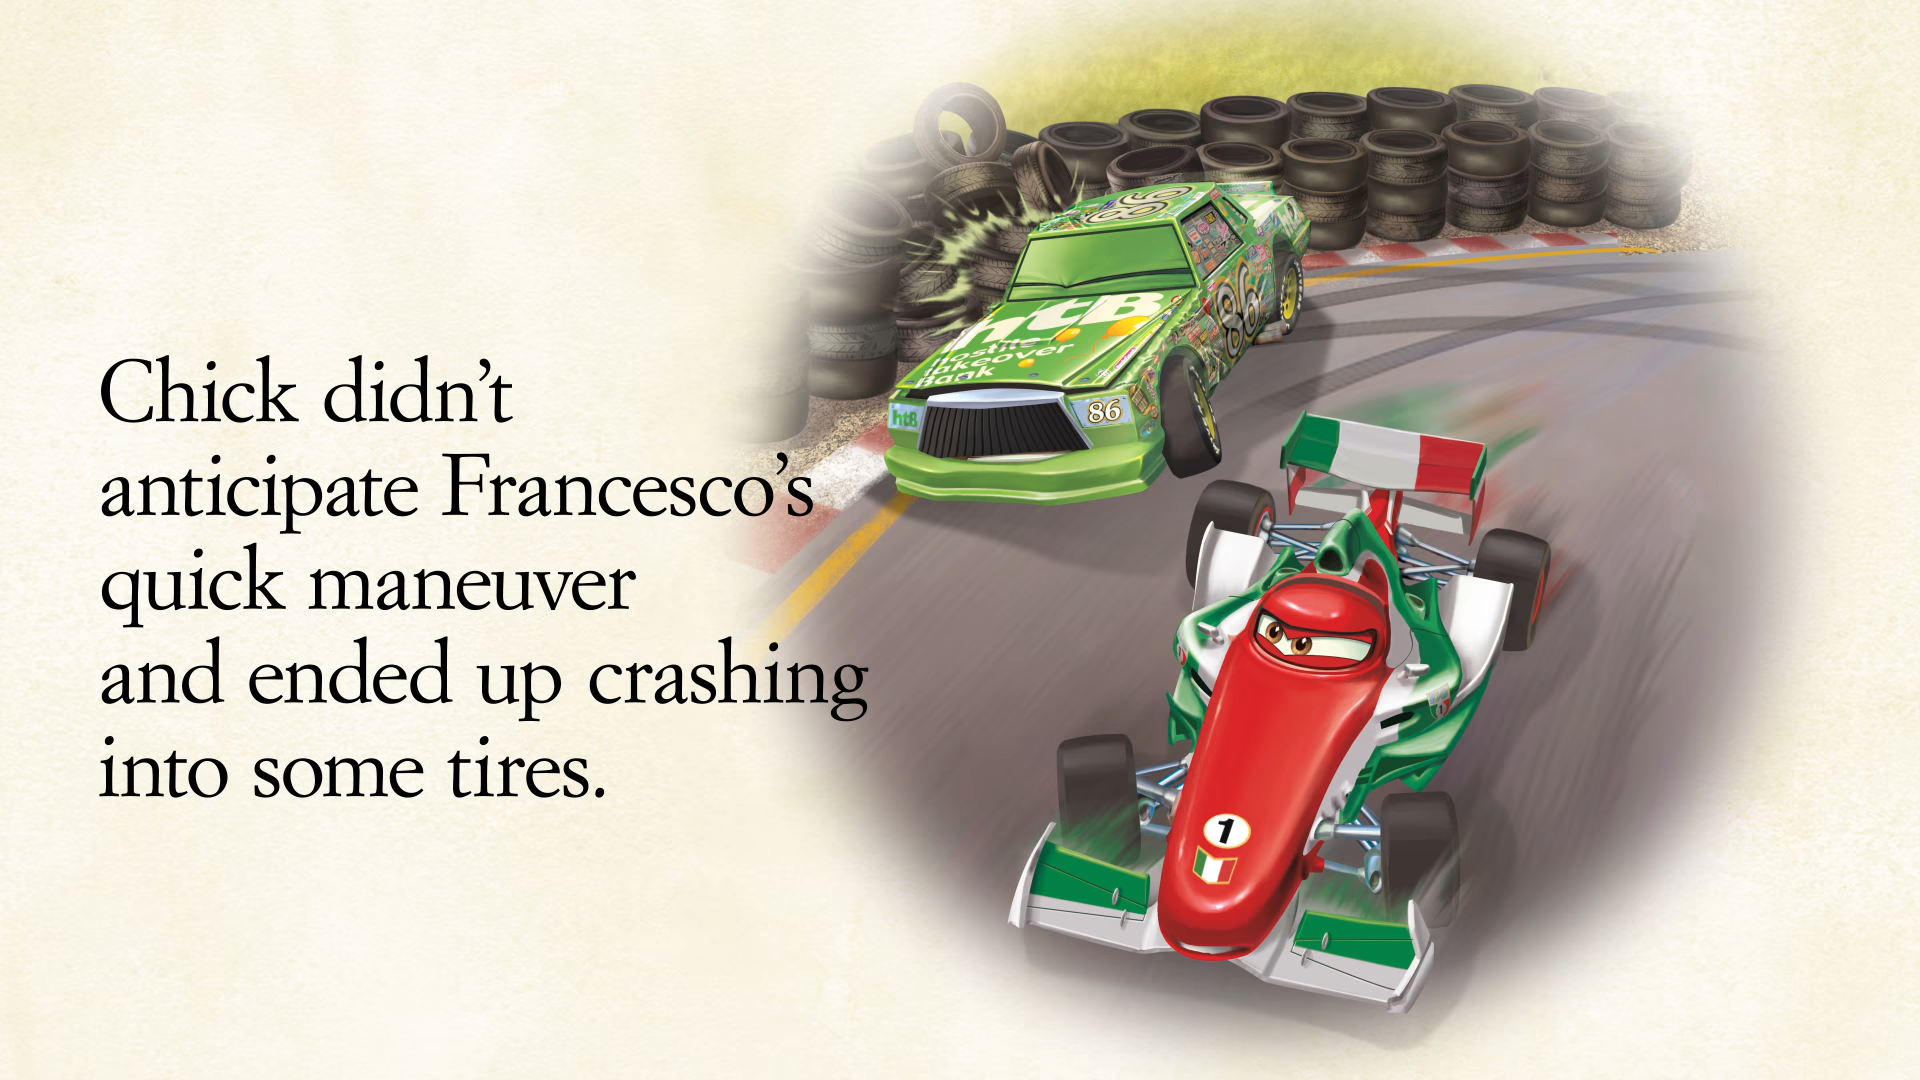 Chick didn’t
anticipate Francesco’s
quick maneuver
and ended up crashing
into some tires.
86
86
htB
hostile
takeover
Bank
htB
86
1